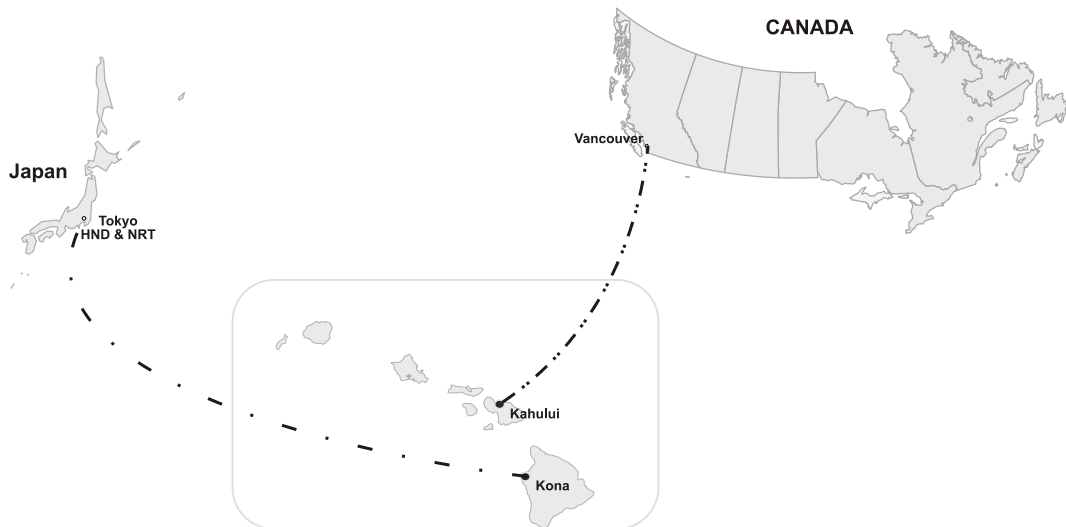 CANADA
Vancouver
Japan
Tokyo
HND & NRT
Kahului
Kona